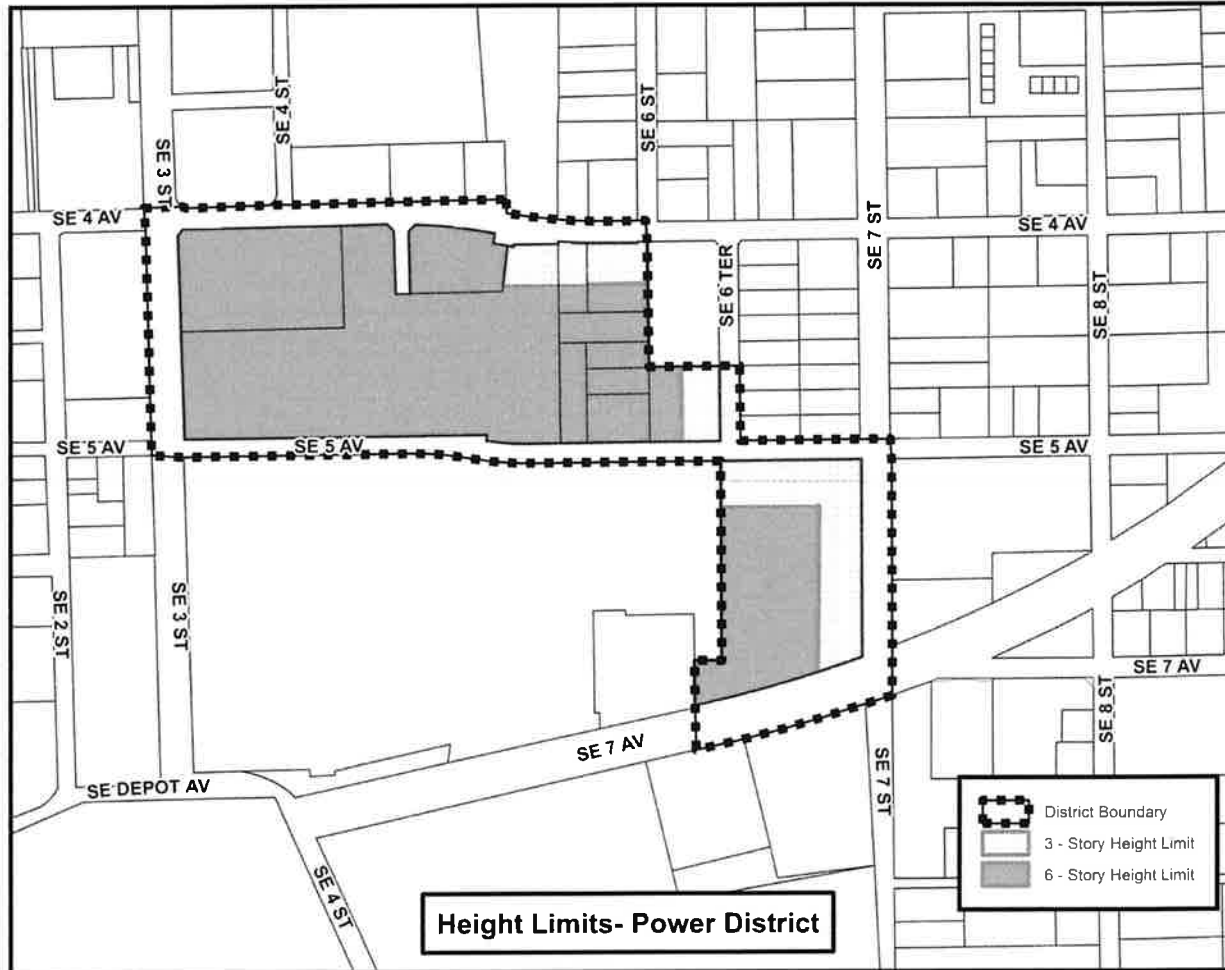 SE 4 ST
SE 6 ST
SE 3 ST
SE 4 AV
SE 4 AV
SE 7 ST
SE 6 TER
SE 8 ST
SE 5 AV
SE 5 AV
SE 5 AV
SE 2 ST
SE 3 ST
SE 7 AV
SE 8 ST
SE 7 AV
SE DEPOT AV
SE 7 ST
SE 4 ST
District Boundary
3 - Story Height Limit
6 - Story Height Limit
Height Limits- Power District